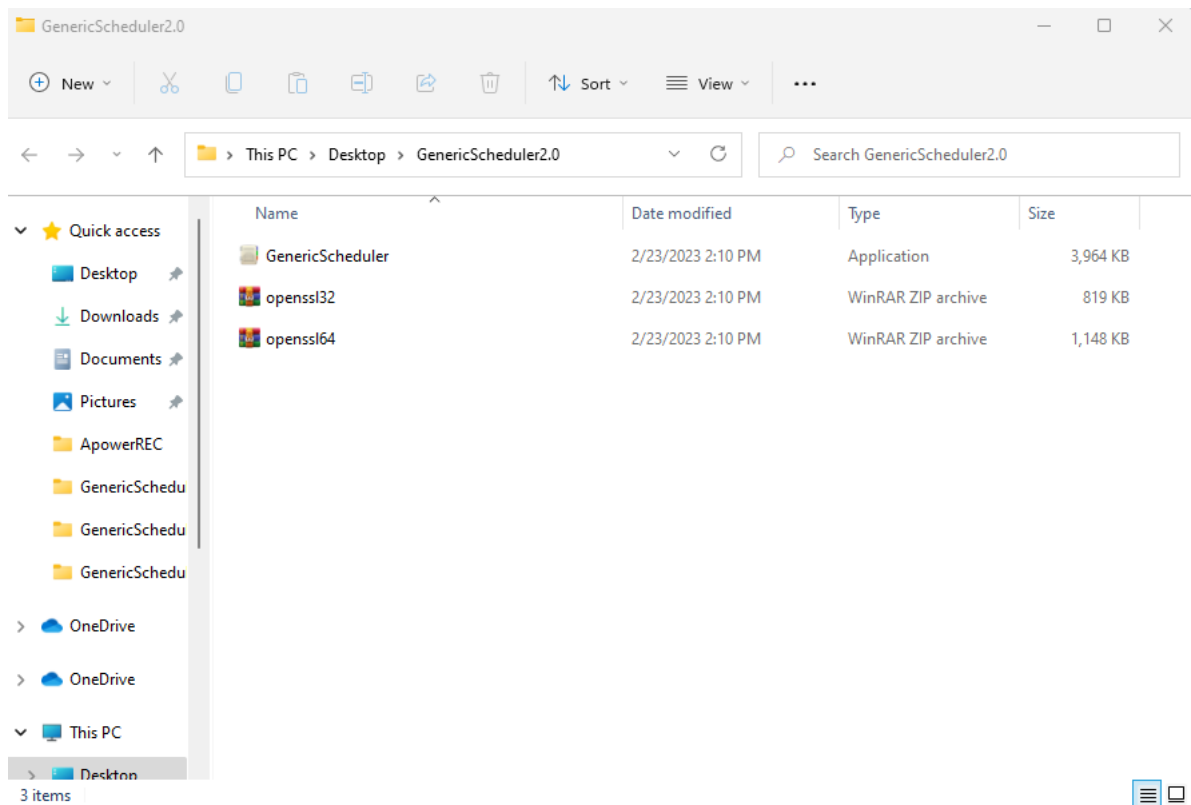 GenericScheduler2.0
New Sort View
This PC Desktop GenericScheduler2.0 Search GenericScheduler2.0
Name Date modified Type Size
Quick access
GenericScheduler 2/23/2023 2:10 PM Application 3,964 KB
Desktop
openssl32 2/23/2023 2:10 PM WinRAR ZIP archive 819 KB
Downloads
openssl64 2/23/2023 2:10 PM WinRAR ZIP archive 1,148 KB
Documents
Pictures
ApowerREC
GenericSchedu
GenericSchedu
GenericSchedu
OneDrive
OneDrive
This PC
Desktop
3 items